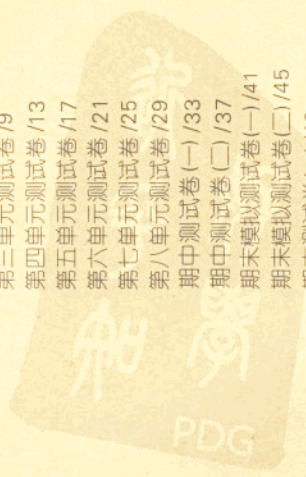 第三单元测试卷 /9
第四单元测试卷 /13
第五单元测试卷 /17
第六单元测试卷 /21
第七单元测试卷 /25
第八单元测试卷 /29
期中测试卷(一) /33
期中测试卷(二) /37
期末模拟测试卷(一) /41
期末模拟测试卷(二) /45
PDG